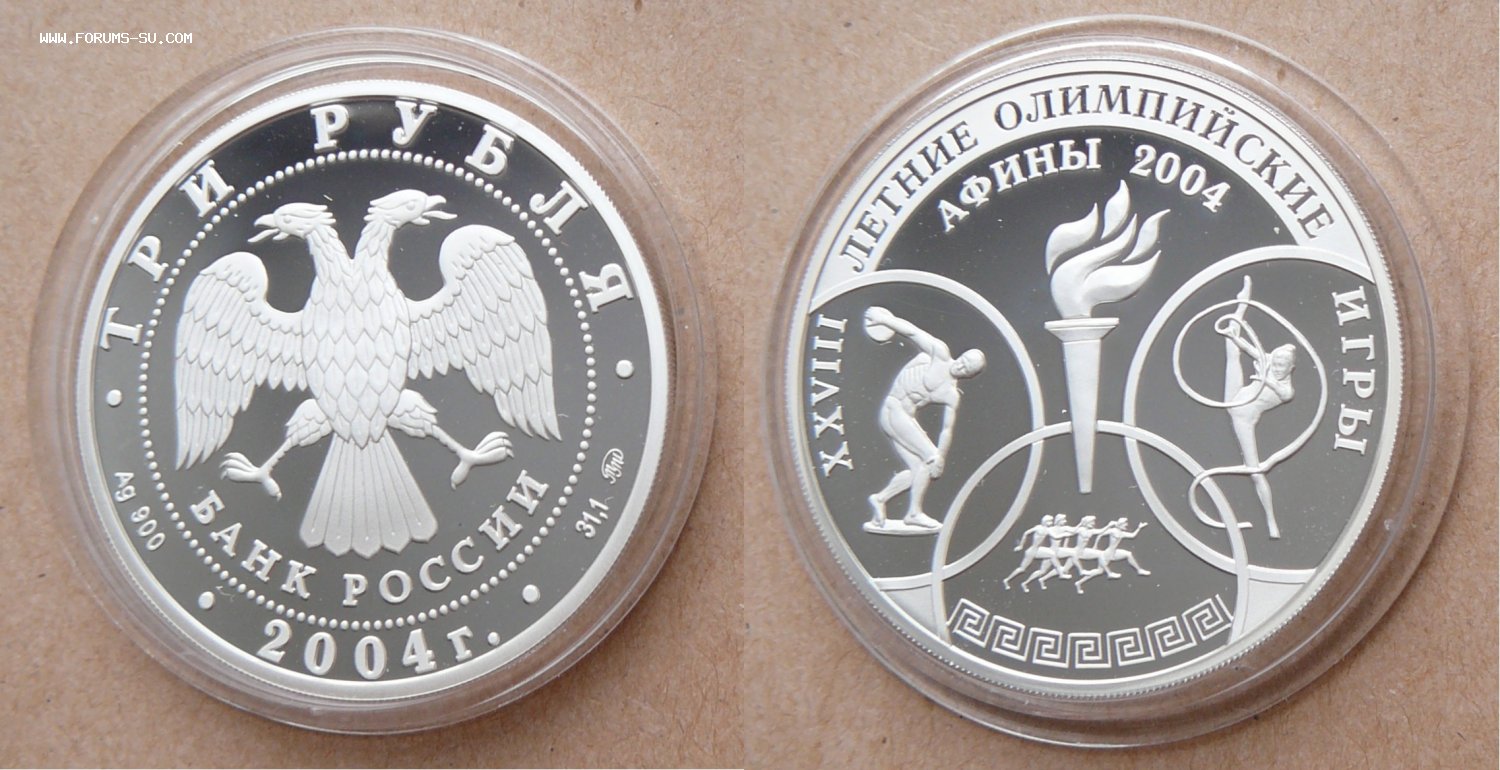 WWW.FORUMS-SU.COM
ТРИ РУБЛЯ
Ag 900
31,1
БАНК РОССИИ
2004г.
XXVIII ЛЕТНИЕ ОЛИМПИЙСКИЕ ИГРЫ
АФИНЫ 2004